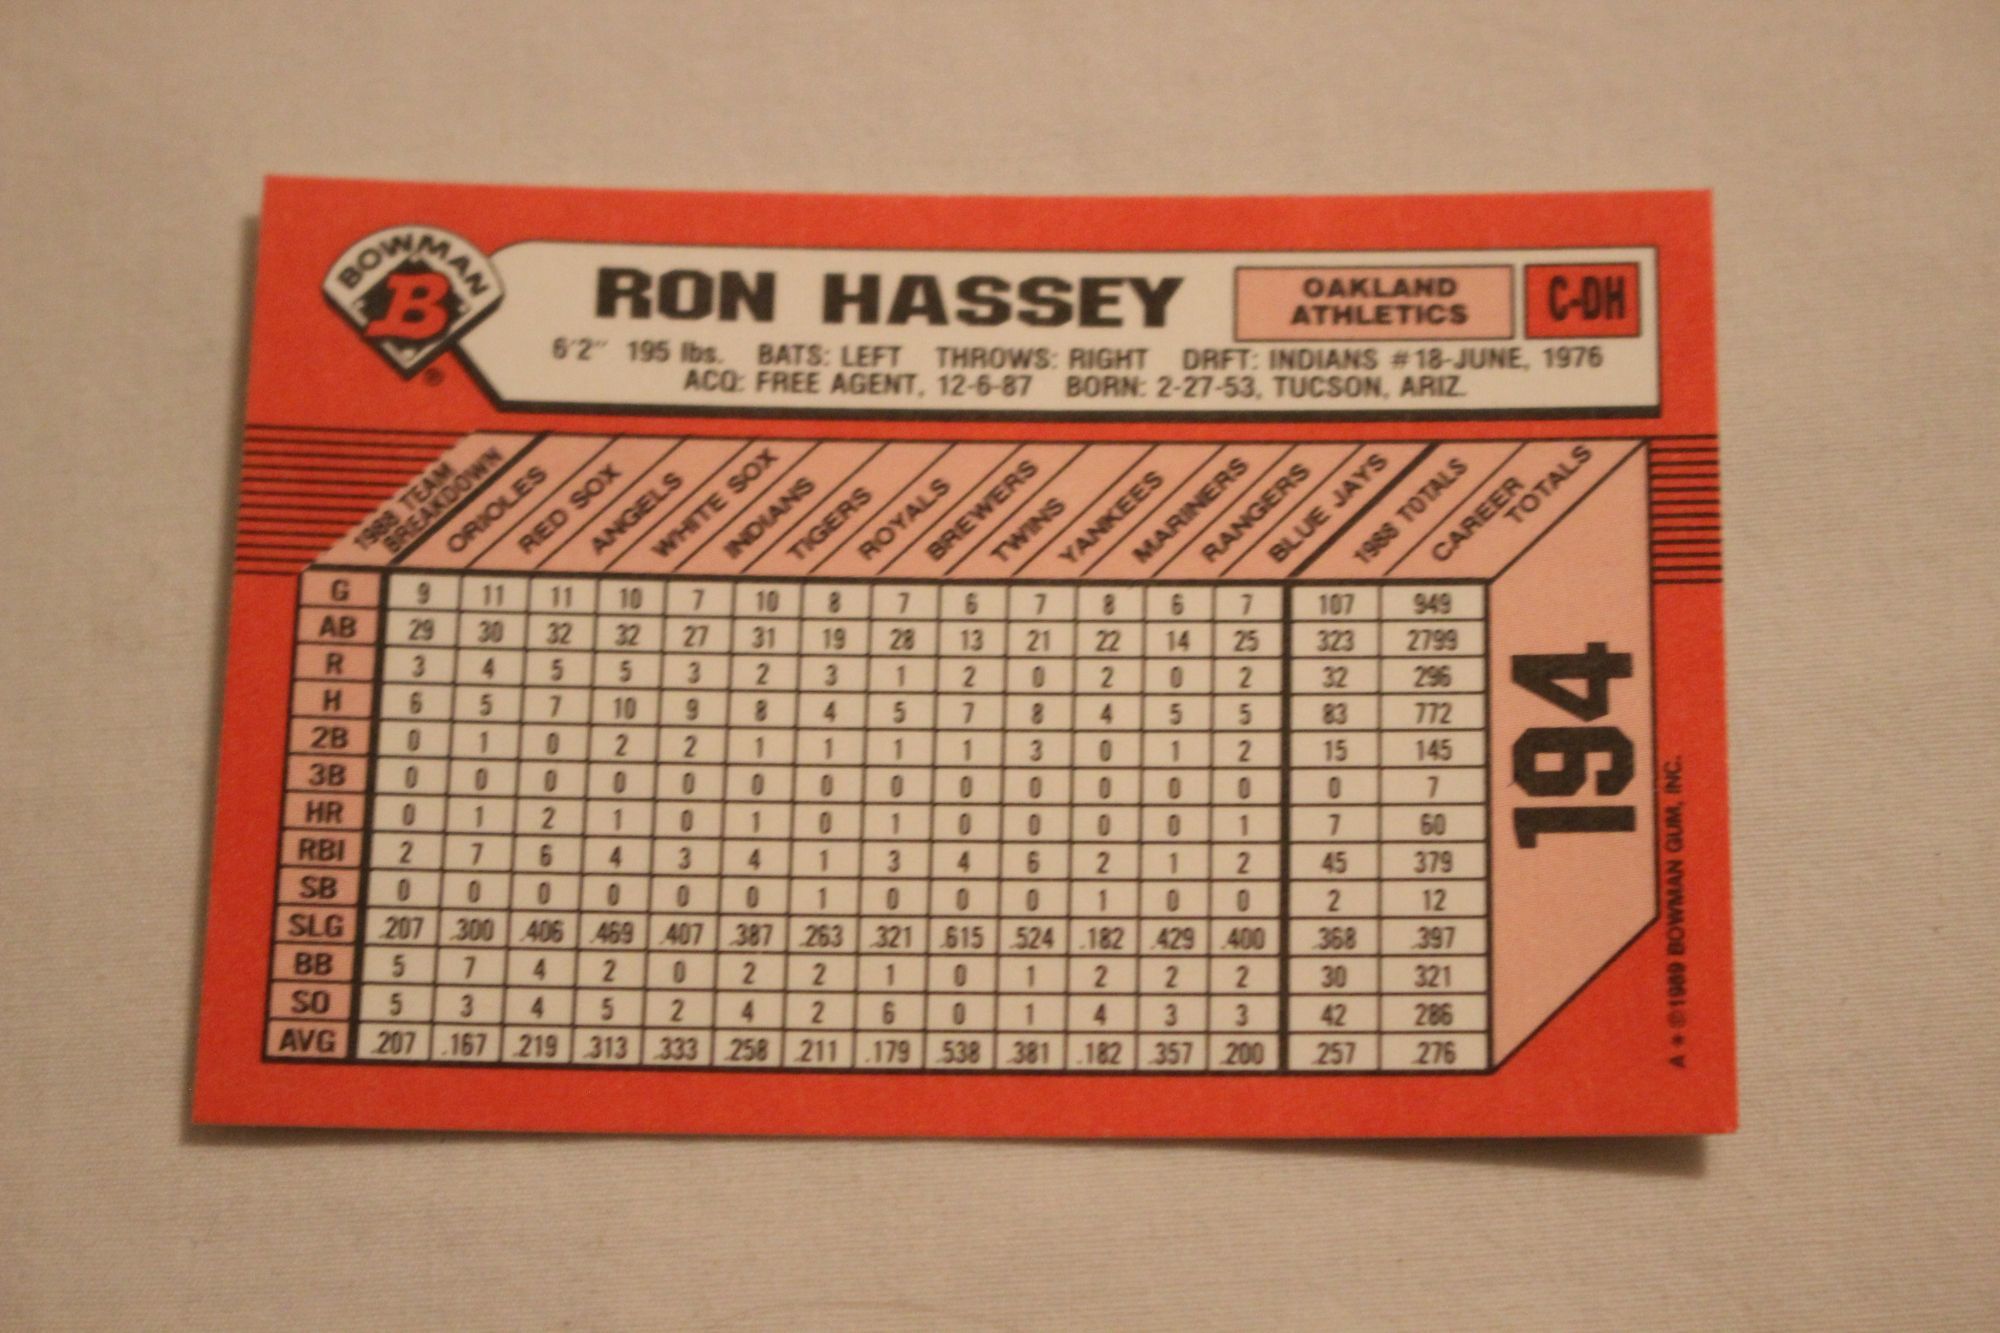 BOWMAN
B
®
RON HASSEY
OAKLAND
ATHLETICS
C-DH
6'2" 195 lbs. BATS: LEFT THROWS: RIGHT DRFT: INDIANS #18-JUNE, 1976
ACQ: FREE AGENT, 12-6-87 BORN: 2-27-53, TUCSON, ARIZ.
1988 TEAM
BREAKDOWN
ORIOLES
RED SOX
ANGELS
WHITE SOX
INDIANS
TIGERS
ROYALS
BREWERS
TWINS
YANKEES
MARINERS
RANGERS
BLUE JAYS
1988 TOTALS
CAREER
TOTALS
G 9 11 11 10 7 10 8 7 6 7 8 6 7 107 949
AB 29 30 32 32 27 31 19 28 13 21 22 14 25 323 2799
R 3 4 5 5 3 2 3 1 2 0 2 0 2 32 296
H 6 5 7 10 9 8 4 5 7 8 4 5 5 83 772
2B 0 1 0 2 2 1 1 1 1 3 0 1 2 15 145
3B 0 0 0 0 0 0 0 0 0 0 0 0 0 0 7
HR 0 1 2 1 0 1 0 1 0 0 0 0 1 7 60
RBI 2 7 6 4 3 4 1 3 4 6 2 1 2 45 379
SB 0 0 0 0 0 0 1 0 0 0 1 0 0 2 12
SLG .207 .300 .406 .469 .407 .387 .263 .321 .615 .524 .182 .429 .400 .368 .397
BB 5 7 4 2 0 2 2 1 0 1 2 2 2 30 321
SO 5 3 4 5 2 4 2 6 0 1 4 3 3 42 286
AVG .207 .167 .219 .313 .333 .258 .211 .179 .538 .381 .182 .357 .200 .257 .276
194
A * ® © 1989 BOWMAN GUM, INC.